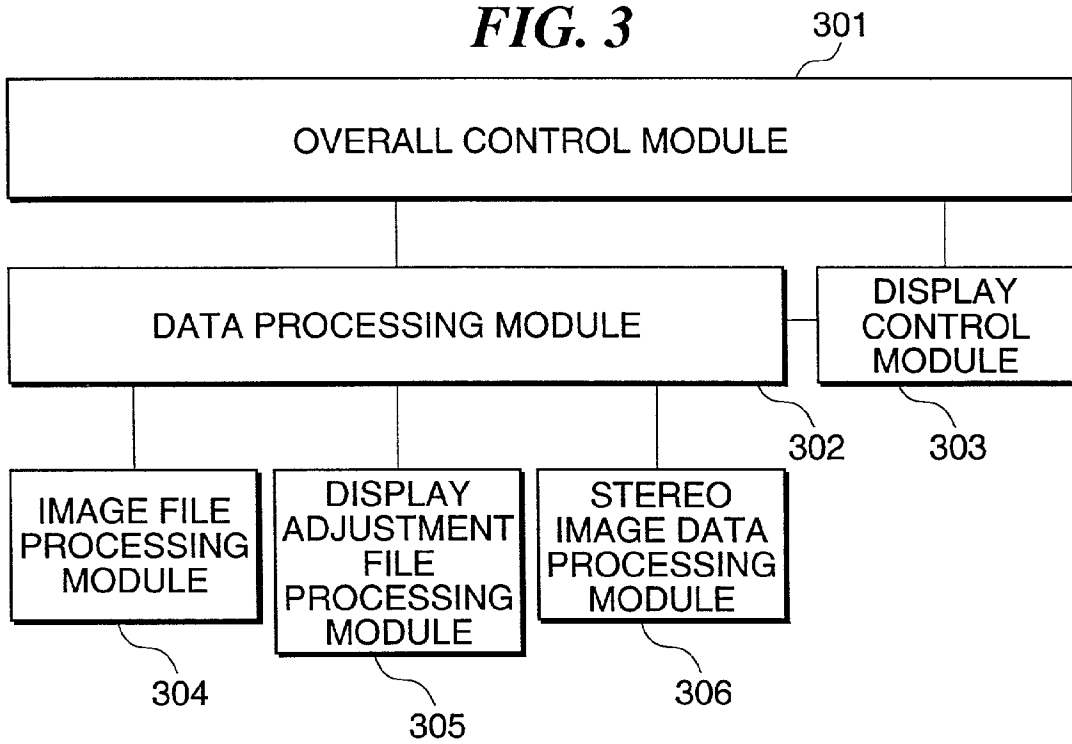 FIG. 3
301
OVERALL CONTROL MODULE
DATA PROCESSING MODULE
DISPLAY
CONTROL
MODULE
302
303
IMAGE FILE
PROCESSING
MODULE
DISPLAY
ADJUSTMENT
FILE
PROCESSING
MODULE
STEREO
IMAGE DATA
PROCESSING
MODULE
304
305
306